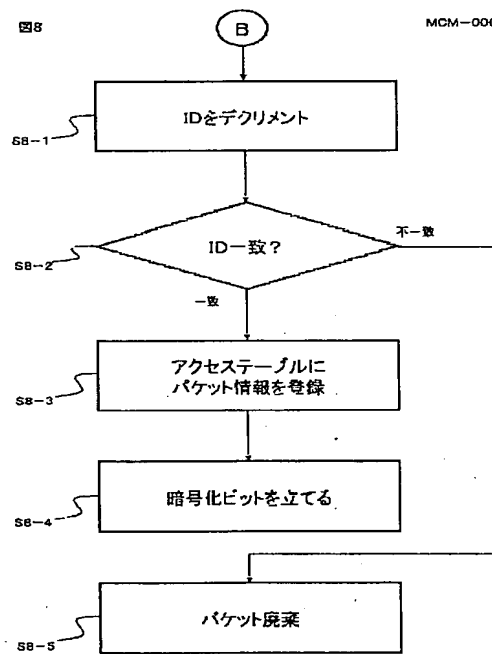 図8
B
MCM-000
IDをデクリメント
S8-1
ID一致?
不一致
S8-2
一致
アクセステーブルに
パケット情報を登録
S8-3
暗号化ビットを立てる
S8-4
パケット廃棄
S8-5